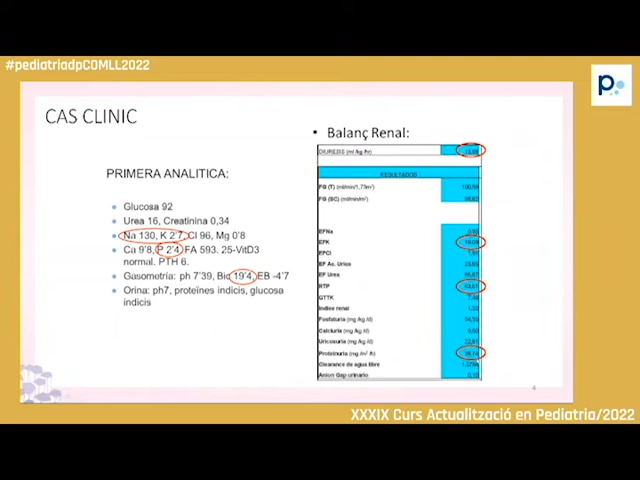 #pediatriadpCOMLL2022
p.
CAS CLINIC
• Balanç Renal:
PRIMERA ANALITICA:
Glucosa 92
Urea 16, Creatinina 0,34
Na 130, K 2'7, Cl 96, Mg 0'8
Ca 9'8, P 2'4, FA 593. 25-VitD3
normal. PTH 6.
Gasometría: ph 7'39, Bic 19'4, EB -4'7
Orina: ph7, proteïnes indicis, glucosa
indicis
DIURESIS (ml /kg /hr)
RESULTADOS
FG (T) (ml/min/1,73m²)
FG (SC) (ml/min/m²)
EFNa
EFK
EFCl
EF Ac. Urico
EF Urea
RTP
GTTK
Indice renal
Fosfaturia (mg /kg /d)
Calciuria (mg /kg /d)
Uricosuria (mg /kg /d)
Proteinuria (mg /m² /h)
Clearance de agua libre
Anion Gap urinario
4
XXXIX Curs Actualització en Pediatria/2022